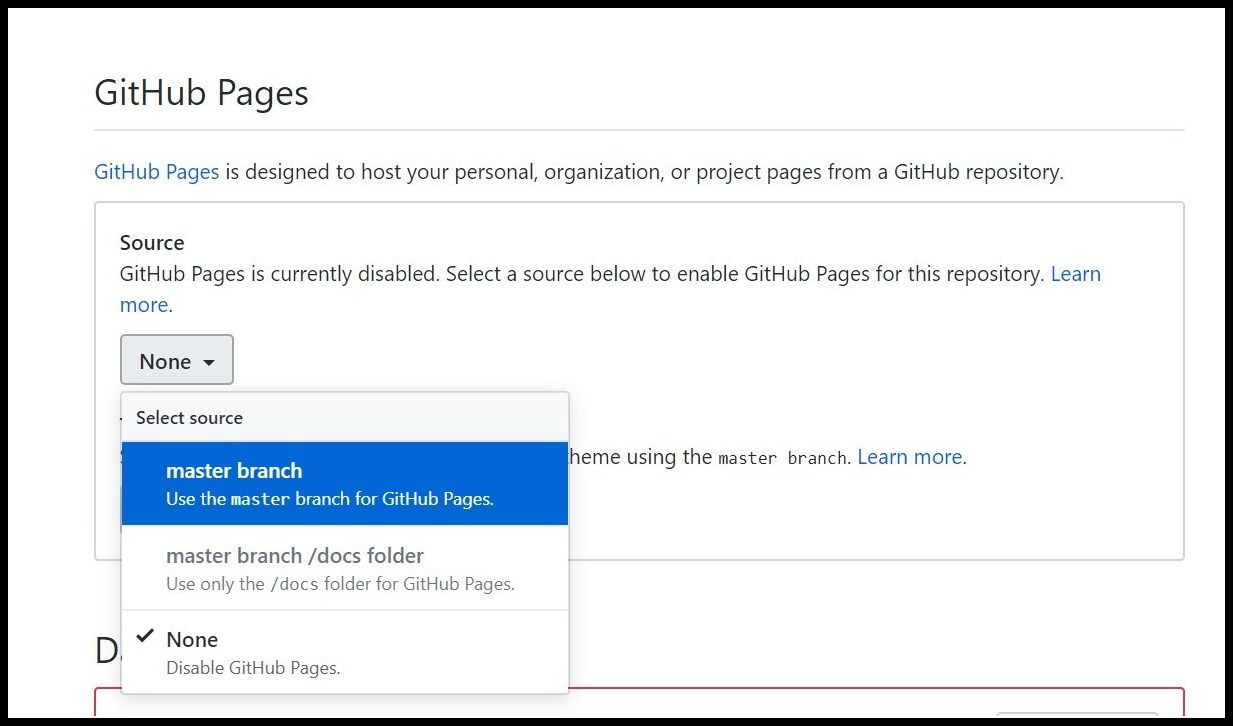 GitHub Pages
GitHub Pages is designed to host your personal, organization, or project pages from a GitHub repository.
Source
GitHub Pages is currently disabled. Select a source below to enable GitHub Pages for this repository. Learn
more.
None
Select source
master branch
Use the master branch for GitHub Pages.
heme using the master branch. Learn more.
master branch /docs folder
Use only the /docs folder for GitHub Pages.
None
Disable GitHub Pages.